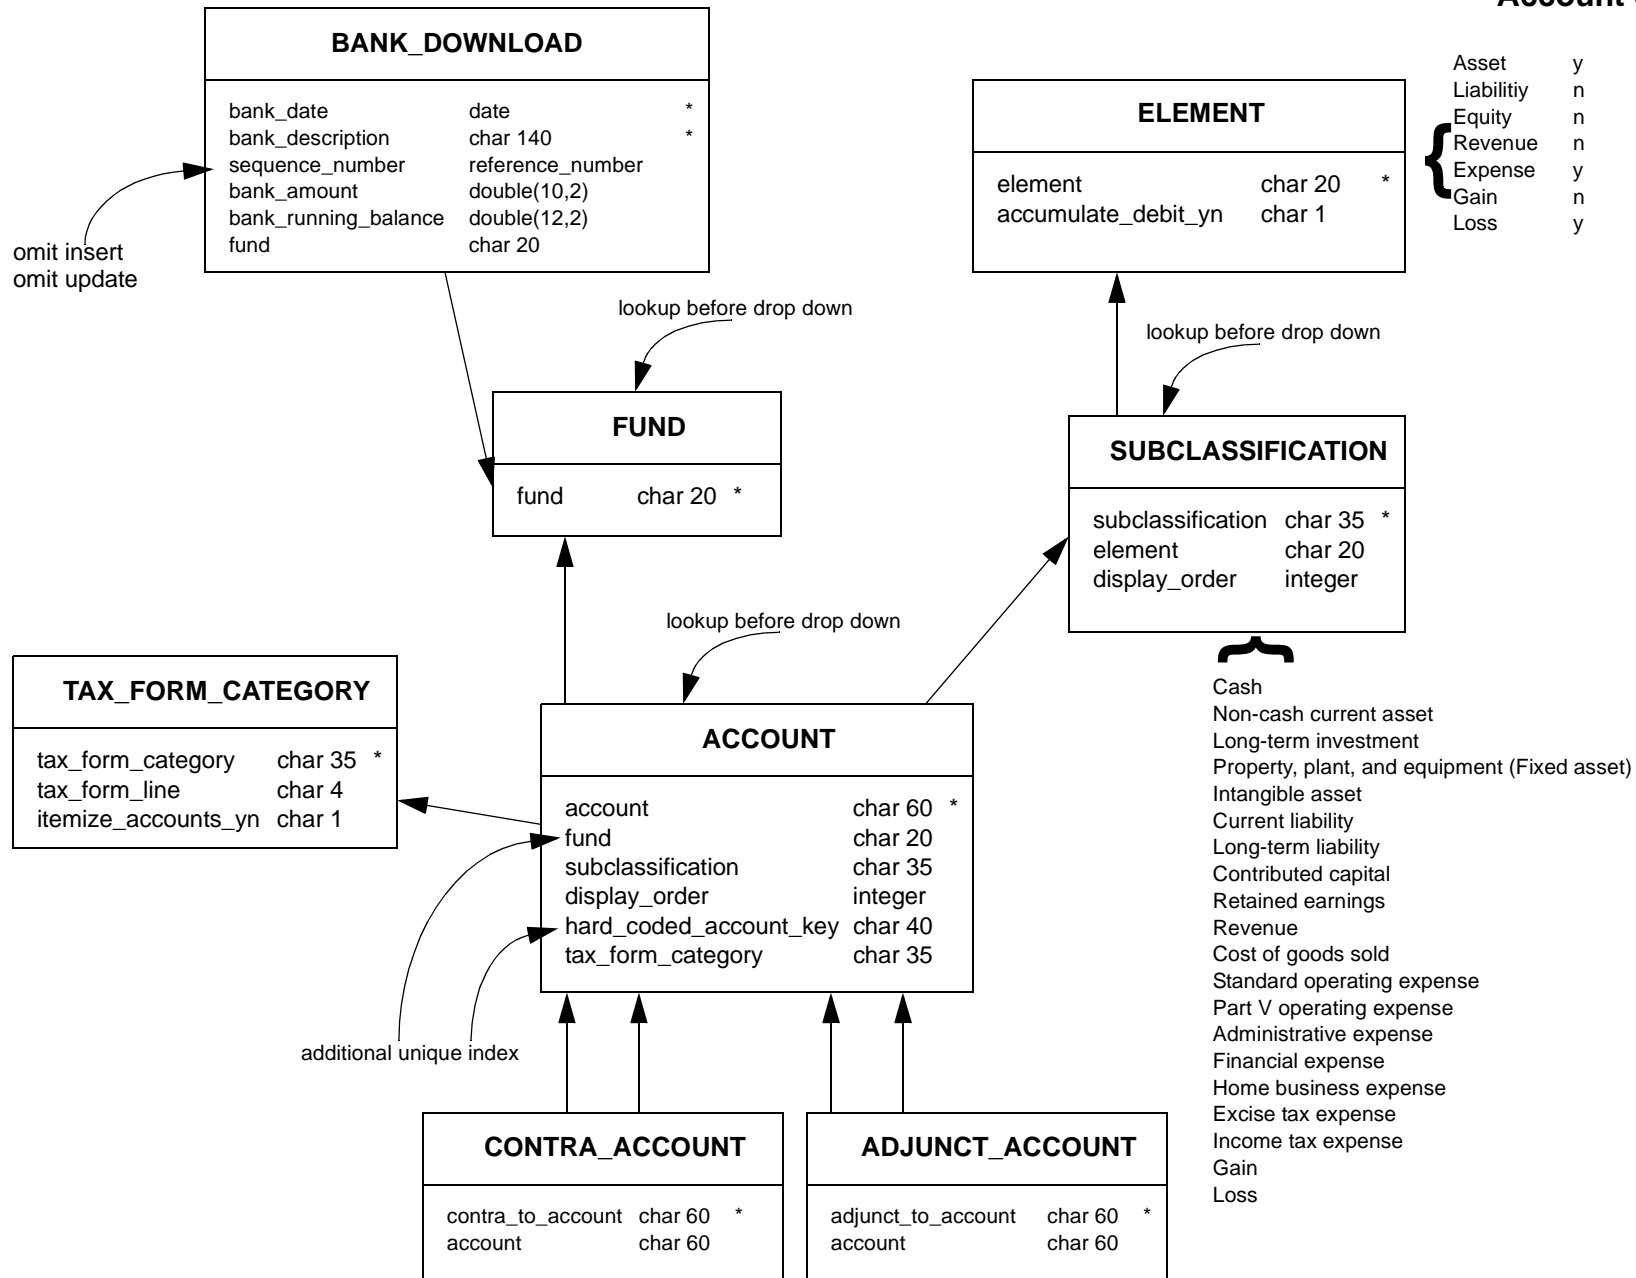 Account
BANK_DOWNLOAD
bank_date date *
bank_description char 140 *
sequence_number reference_number
bank_amount double(10,2)
bank_running_balance double(12,2)
fund char 20
omit insert
omit update
ELEMENT
element char 20 *
accumulate_debit_yn char 1
Asset y
Liabilitiy n
Equity n
Revenue n
Expense y
Gain n
Loss y
lookup before drop down
FUND
fund char 20 *
lookup before drop down
SUBCLASSIFICATION
subclassification char 35 *
element char 20
display_order integer
Cash
Non-cash current asset
Long-term investment
Property, plant, and equipment (Fixed asset)
Intangible asset
Current liability
Long-term liability
Contributed capital
Retained earnings
Revenue
Cost of goods sold
Standard operating expense
Part V operating expense
Administrative expense
Financial expense
Home business expense
Excise tax expense
Income tax expense
Gain
Loss
TAX_FORM_CATEGORY
tax_form_category char 35 *
tax_form_line char 4
itemize_accounts_yn char 1
lookup before drop down
ACCOUNT
account char 60 *
fund char 20
subclassification char 35
display_order integer
hard_coded_account_key char 40
tax_form_category char 35
additional unique index
CONTRA_ACCOUNT
contra_to_account char 60 *
account char 60
ADJUNCT_ACCOUNT
adjunct_to_account char 60 *
account char 60